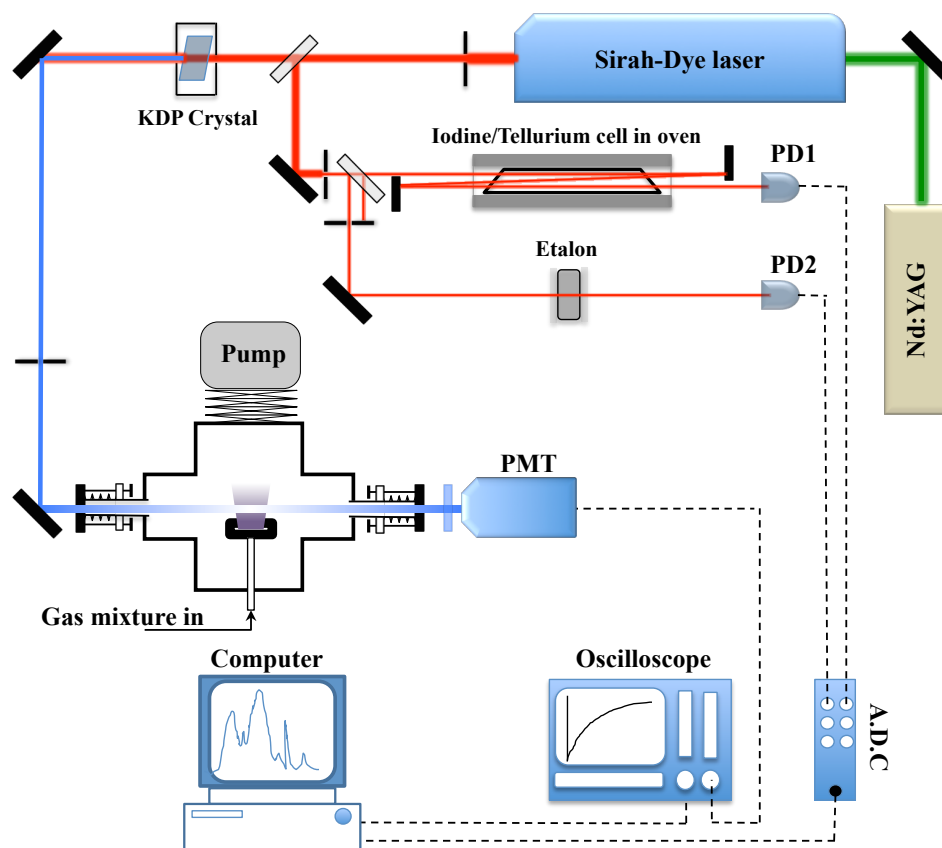 Sirah-Dye laser
KDP Crystal
Iodine/Tellurium cell in oven
PD1
Etalon
PD2
Nd:YAG
Pump
PMT
Gas mixture in
Computer
Oscilloscope
A.D.C